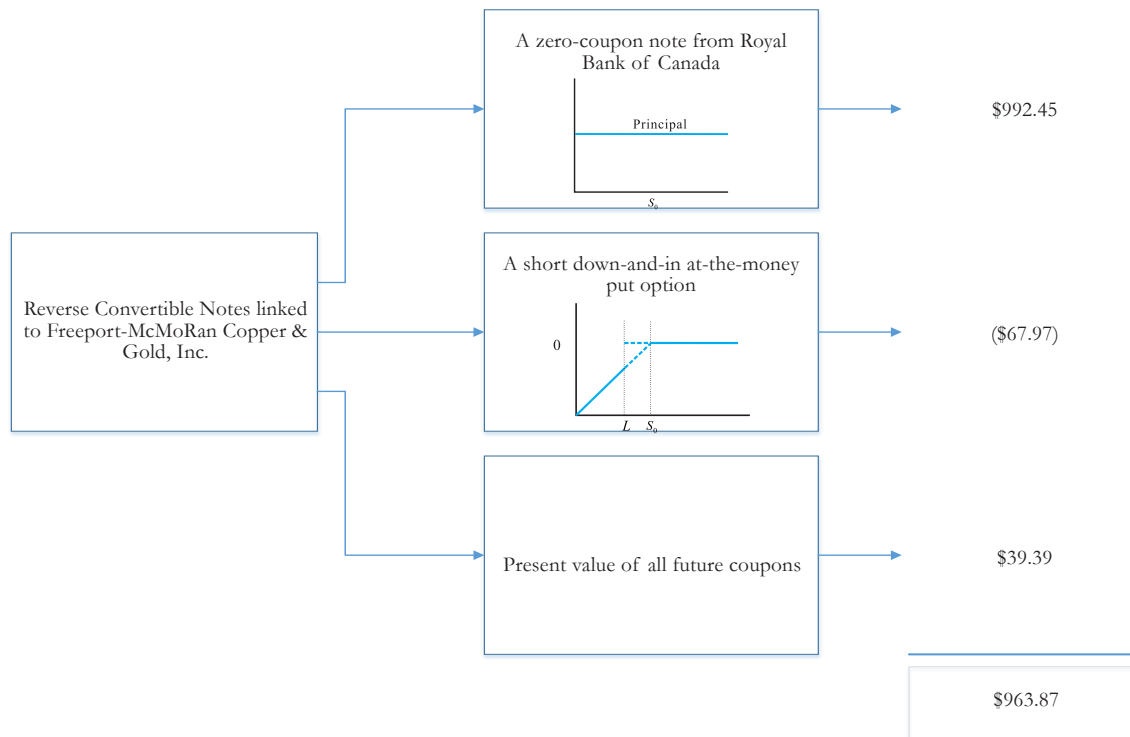 A zero-coupon note from Royal
Bank of Canada
Principal
S₀
$992.45
Reverse Convertible Notes linked
to Freeport-McMoRan Copper &
Gold, Inc.
A short down-and-in at-the-money
put option
0
L S₀
($67.97)
Present value of all future coupons
$39.39
$963.87